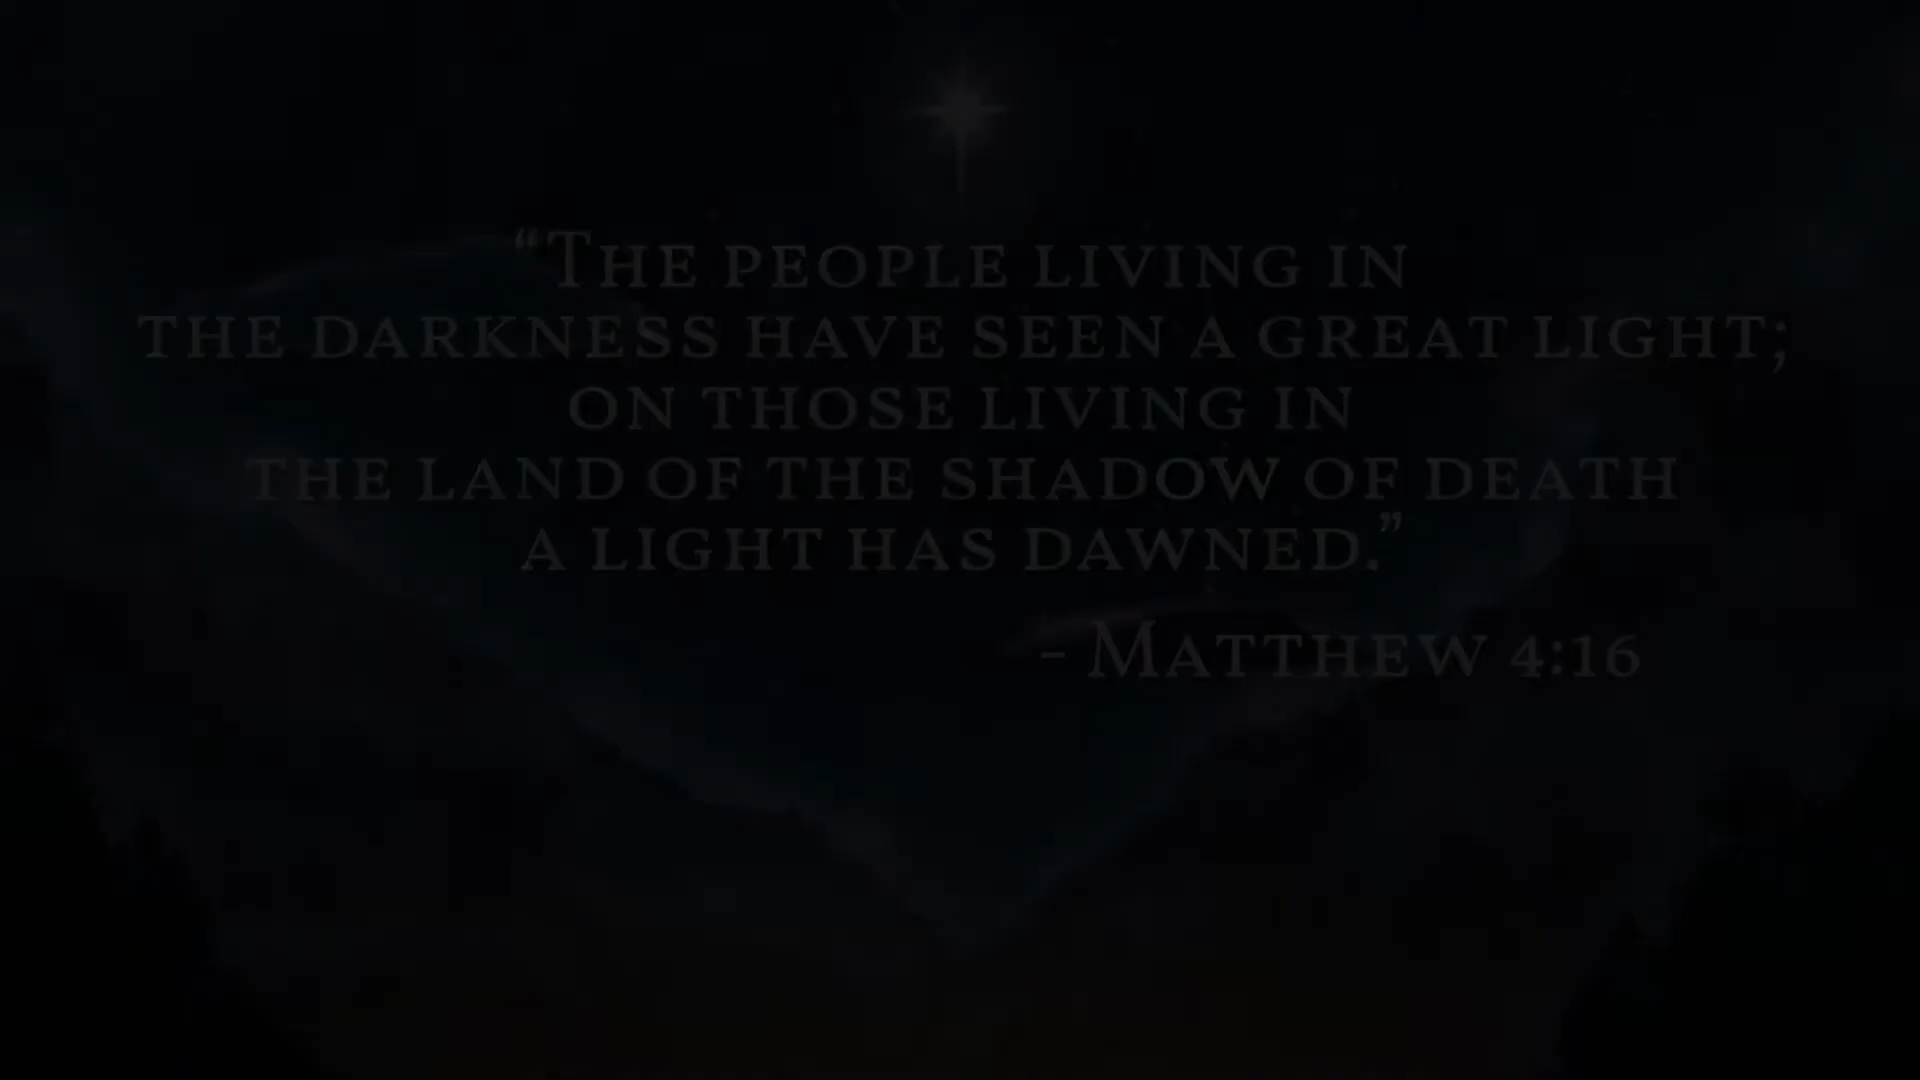 “The people living in
the darkness have seen a great light;
on those living in
the land of the shadow of death
a light has dawned.”
- Matthew 4:16